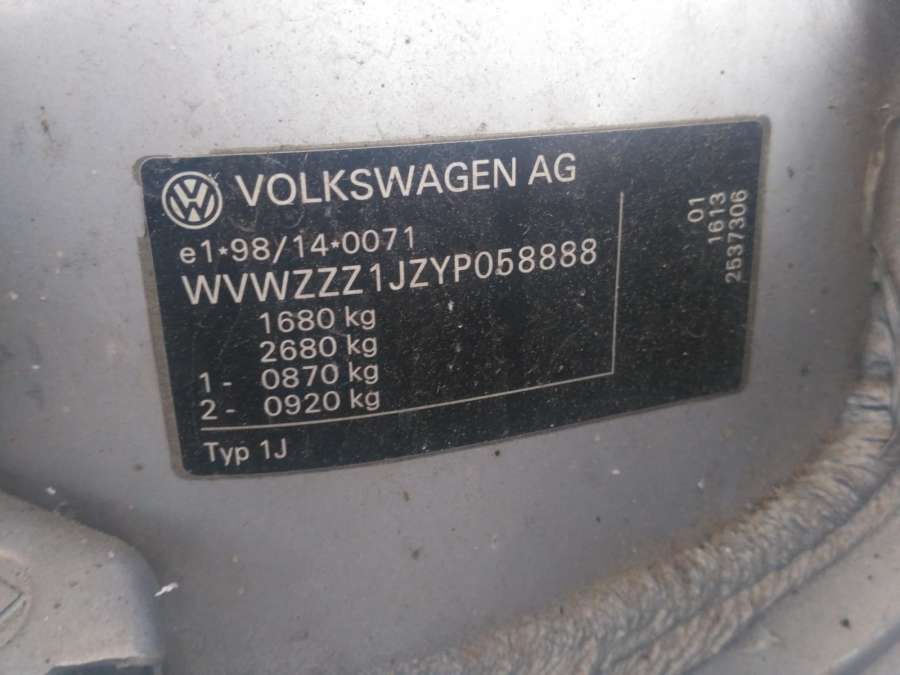 VOLKSWAGEN AG
e1*98/14*0071
WVWZZZ1JZYP058888
1680 kg
2680 kg
1- 0870 kg
2- 0920 kg
Typ 1J
01
1613
2537306